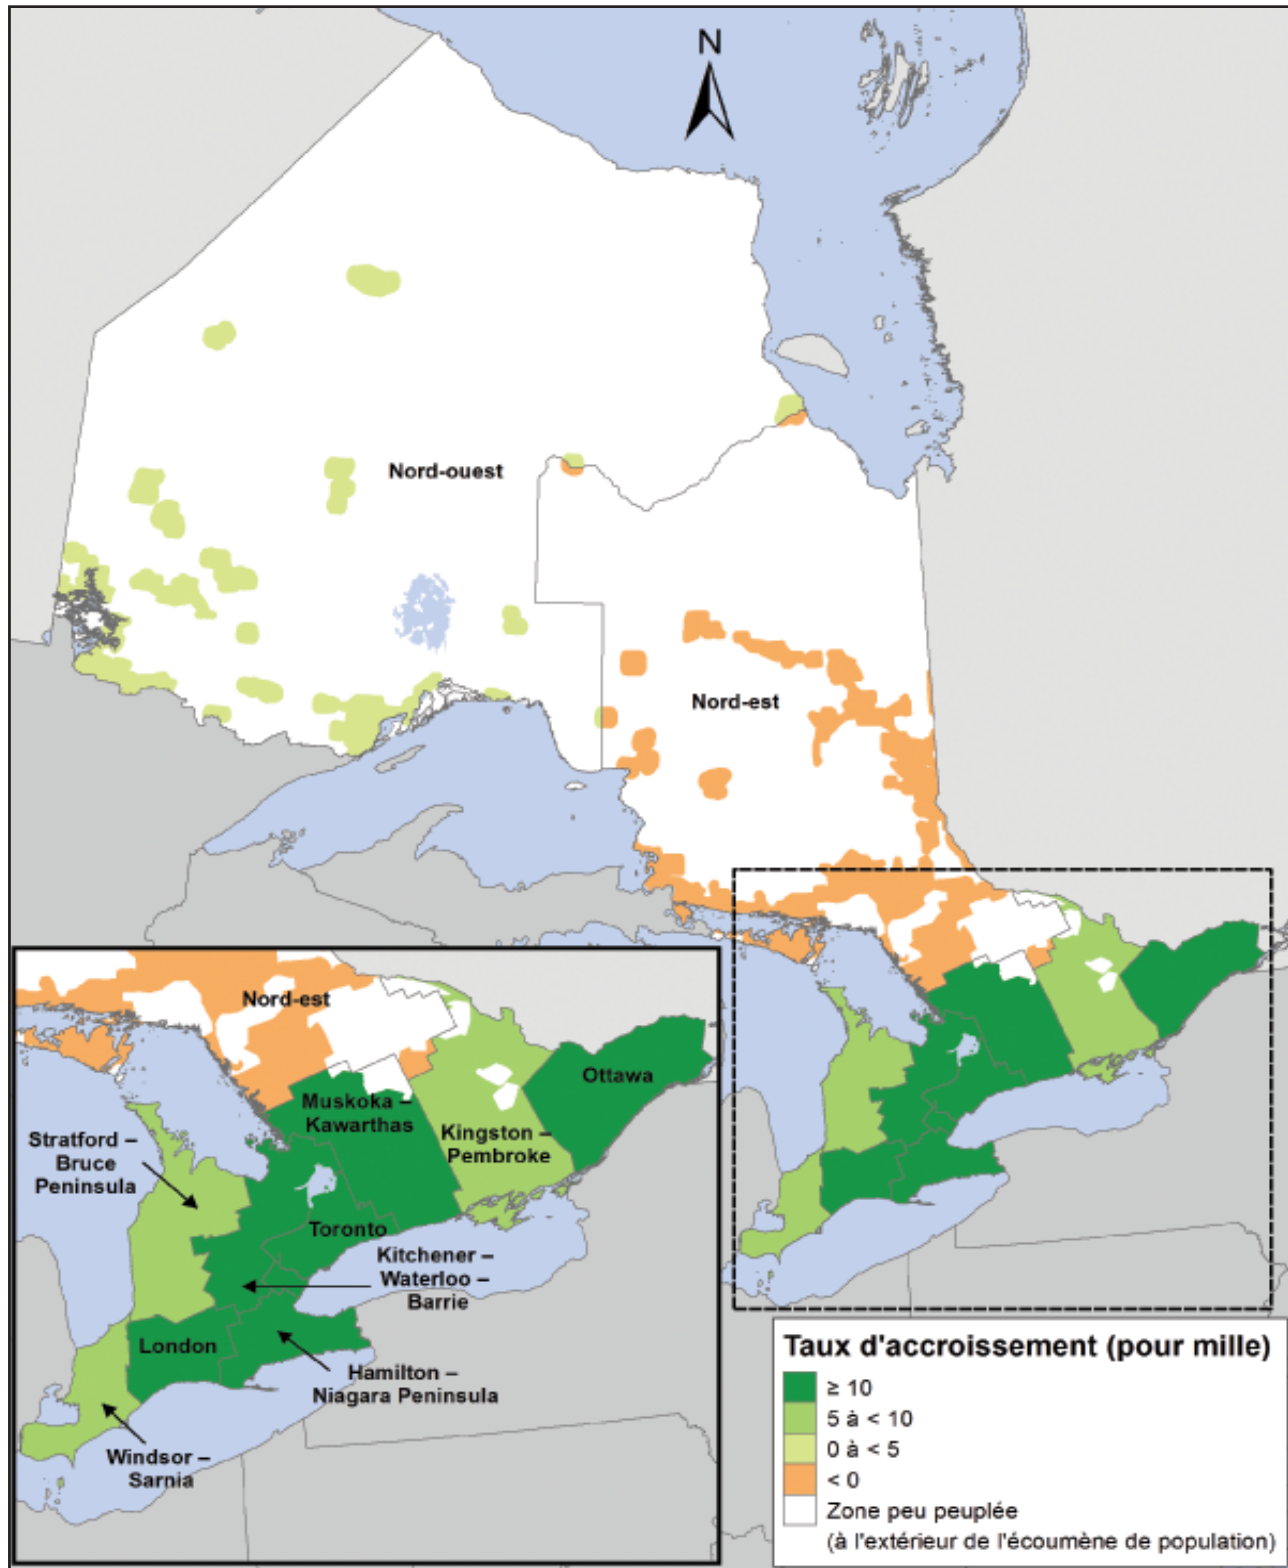 N
Nord-ouest
Nord-est
Nord-est
Ottawa
Muskoka –
Kawarthas
Kingston –
Pembroke
Stratford –
Bruce
Peninsula
Toronto
Kitchener –
Waterloo –
Barrie
London
Hamilton –
Niagara Peninsula
Windsor –
Sarnia
Taux d'accroissement (pour mille)
≥ 10
5 à < 10
0 à < 5
< 0
Zone peu peuplée
(à l'extérieur de l'écoumène de population)